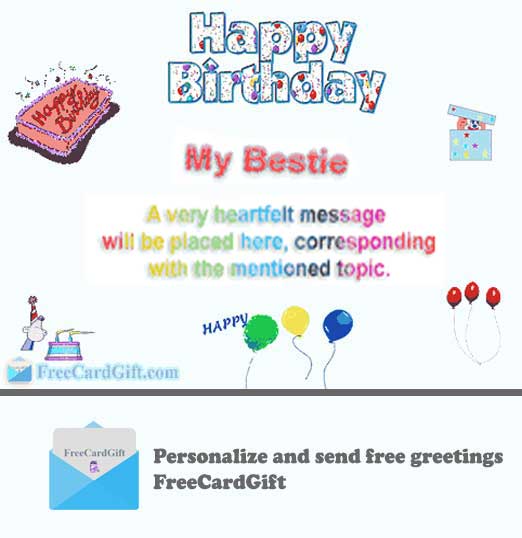 Happy
Birthday
Happy
Birthday
My Bestie
A very heartfelt message
will be placed here, corresponding
with the mentioned topic.
HAPPY
FreeCardGift.com
FreeCardGift
Personalize and send free greetings
FreeCardGift